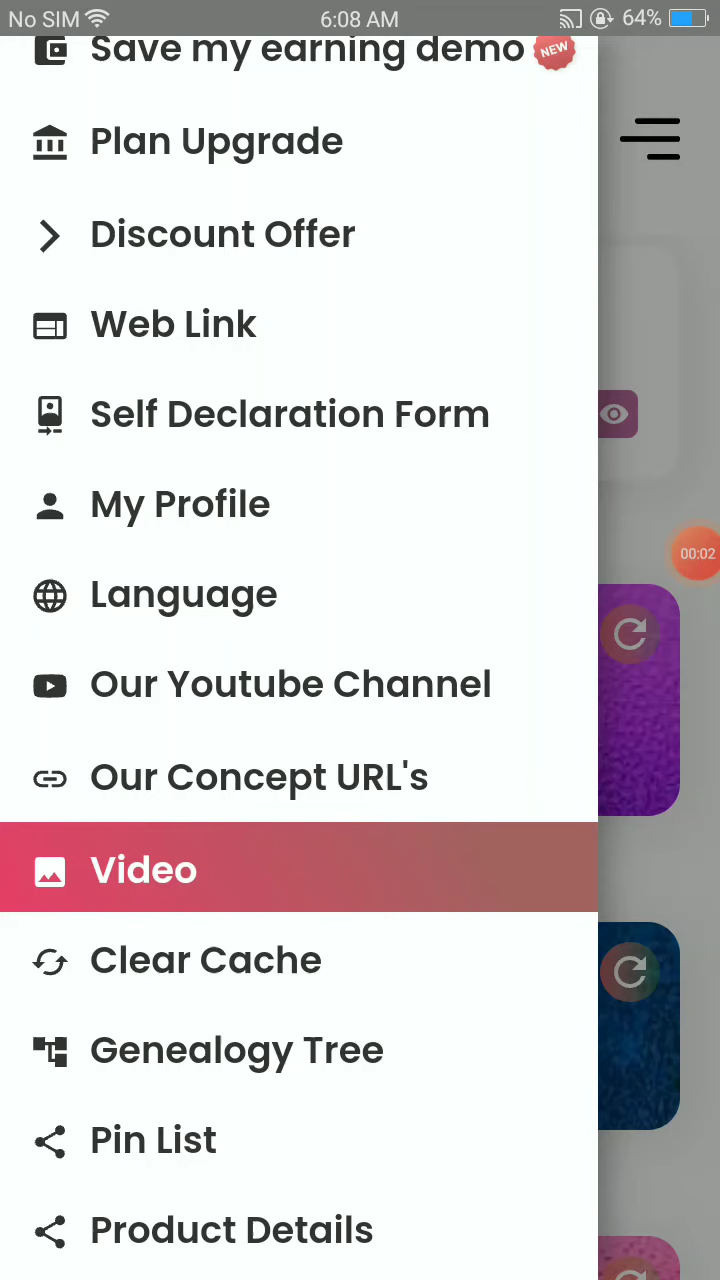 No SIM 6:08 AM 64%
Save my earning demo NEW
Plan Upgrade
Discount Offer
Web Link
Self Declaration Form
My Profile
00:02
Language
Our Youtube Channel
Our Concept URL's
Video
Clear Cache
Genealogy Tree
Pin List
Product Details